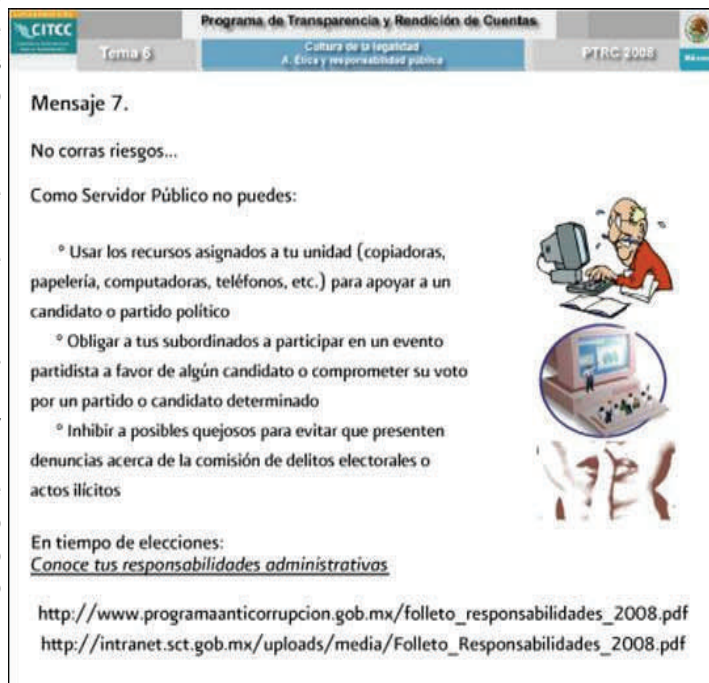 CITCC
Programa de Transparencia y Rendición de Cuentas
Tema 6
Cultura de la legalidad
A. Ética y responsabilidad pública
PTRC 2008
México
Mensaje 7.
No corras riesgos...
Como Servidor Público no puedes:
° Usar los recursos asignados a tu unidad (copiadoras,
papelería, computadoras, teléfonos, etc.) para apoyar a un
candidato o partido político
° Obligar a tus subordinados a participar en un evento
partidista a favor de algún candidato o comprometer su voto
por un partido o candidato determinado
° Inhibir a posibles quejosos para evitar que presenten
denuncias acerca de la comisión de delitos electorales o
actos ilícitos
En tiempo de elecciones:
Conoce tus responsabilidades administrativas
http://www.programaanticorrupcion.gob.mx/folleto_responsabilidades_2008.pdf
http://intranet.sct.gob.mx/uploads/media/Folleto_Responsabilidades_2008.pdf